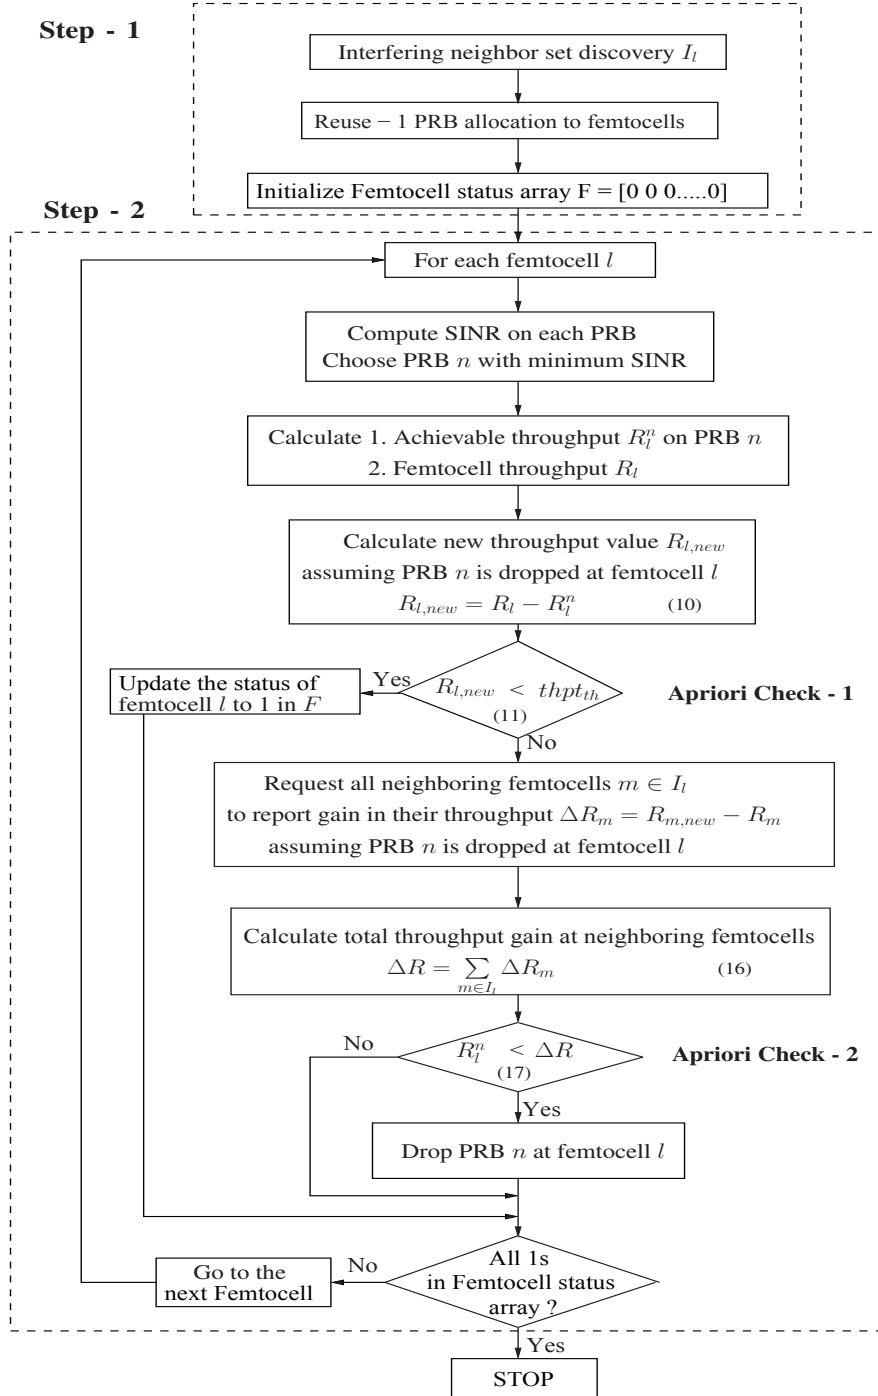 Step - 1
Interfering neighbor set discovery I_l
Reuse − 1 PRB allocation to femtocells
Initialize Femtocell status array F = [0 0 0.....0]
Step - 2
For each femtocell l
Compute SINR on each PRB
Choose PRB n with minimum SINR
Calculate 1. Achievable throughput R_l^n on PRB n
2. Femtocell throughput R_l
Calculate new throughput value R_{l,new}
assuming PRB n is dropped at femtocell l
R_{l,new} = R_l − R_l^n (10)
Yes
Update the status of
femtocell l to 1 in F
R_{l,new} < thpt_{th}
(11)
Apriori Check - 1
No
Request all neighboring femtocells m ∈ I_l
to report gain in their throughput ΔR_m = R_{m,new} − R_m
assuming PRB n is dropped at femtocell l
Calculate total throughput gain at neighboring femtocells
ΔR = ∑_{m∈I_l} ΔR_m (16)
No
R_l^n < ΔR
(17)
Apriori Check - 2
Yes
Drop PRB n at femtocell l
All 1s
in Femtocell status
array ?
No
Go to the
next Femtocell
Yes
STOP